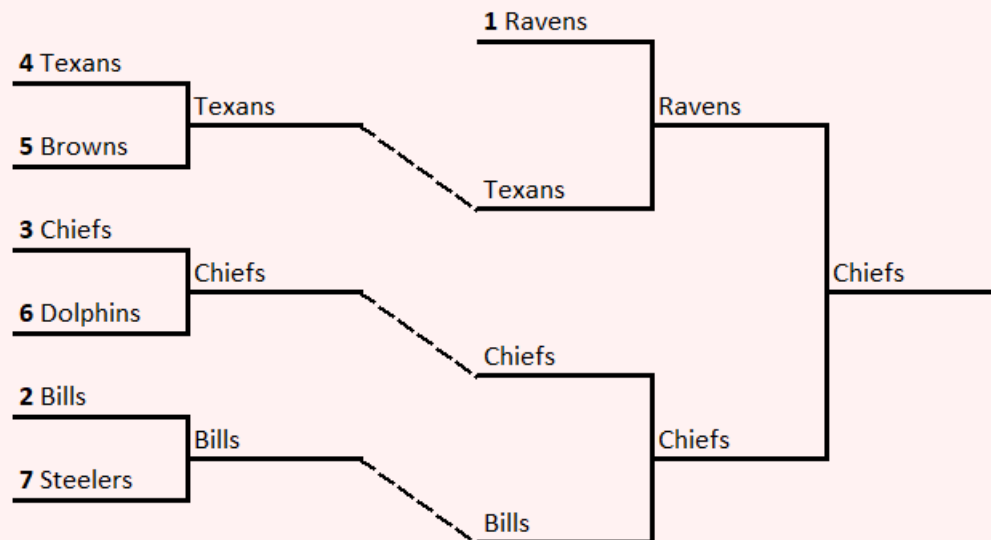 1 Ravens
4 Texans
Texans
Ravens
5 Browns
Texans
3 Chiefs
Chiefs
Chiefs
6 Dolphins
Chiefs
2 Bills
Bills
Chiefs
7 Steelers
Bills